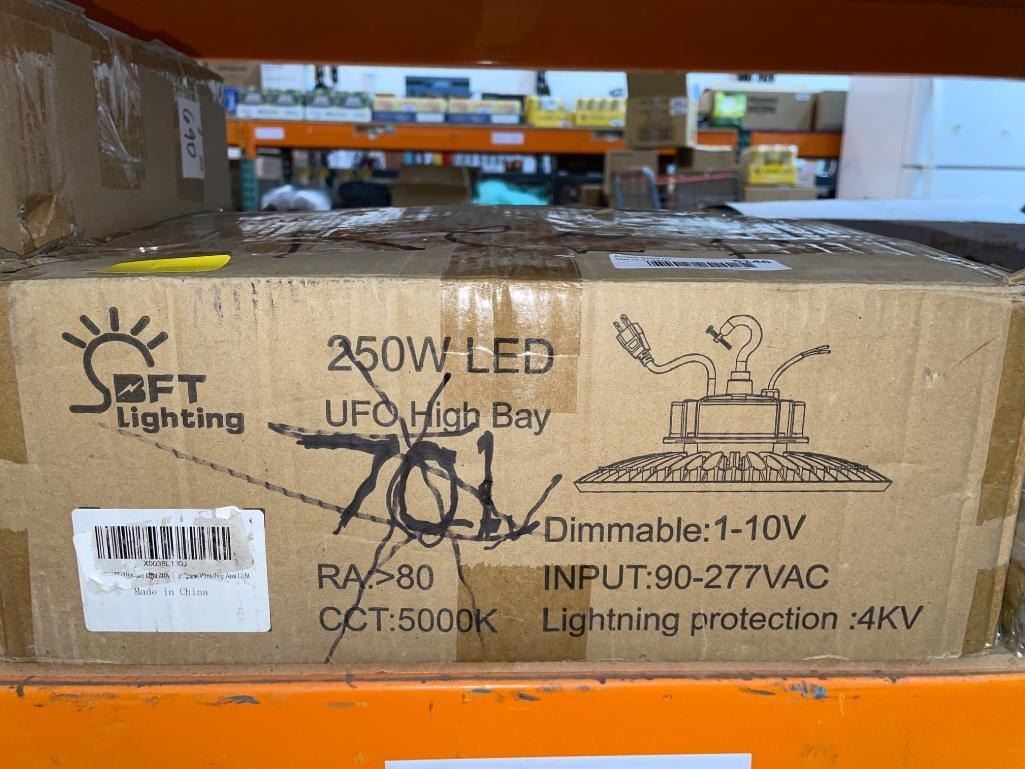 090
250W LED
UFO High Bay
BFT
Lighting
701
Dimmable:1-10V
RA:>80
INPUT:90-277VAC
CCT:5000K
Lightning protection :4KV
Made in China